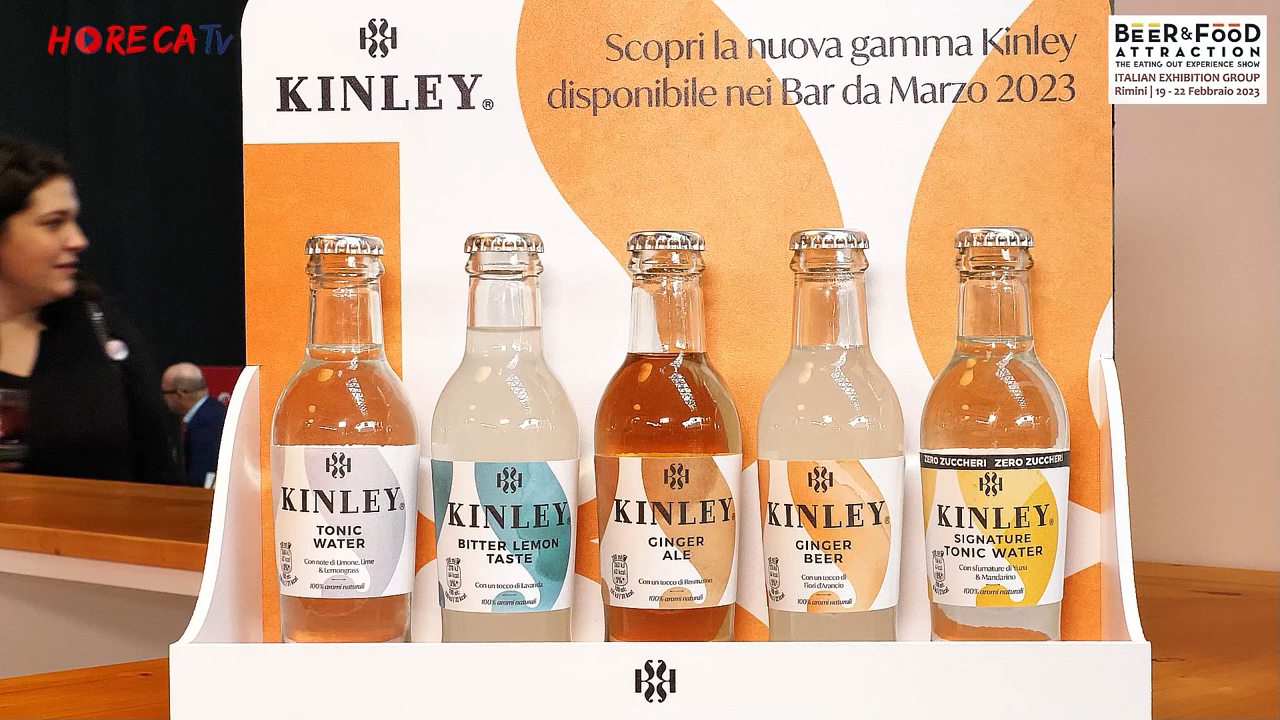 HORECA Tv
BEER&FOOD
ATTRACTION
THE EATING OUT EXPERIENCE SHOW
ITALIAN EXHIBITION GROUP
Rimini | 19 - 22 Febbraio 2023
KINLEY®
Scopri la nuova gamma Kinley
disponibile nei Bar da Marzo 2023
KINLEY®
TONIC
WATER
Con note di Limone, Lime
& Lemongrass
100% aromi naturali
KINLEY®
BITTER LEMON
TASTE
Con un tocco di Lavanda
100% aromi naturali
KINLEY®
GINGER
ALE
Con un tocco di Rosmarino
100% aromi naturali
KINLEY®
GINGER
BEER
Con un tocco di
Fiori d'Arancio
100% aromi naturali
ZERO ZUCCHERI ZERO ZUCCHERI
KINLEY®
SIGNATURE
TONIC WATER
Con sfumature di Yuzu
& Mandarino
100% aromi naturali